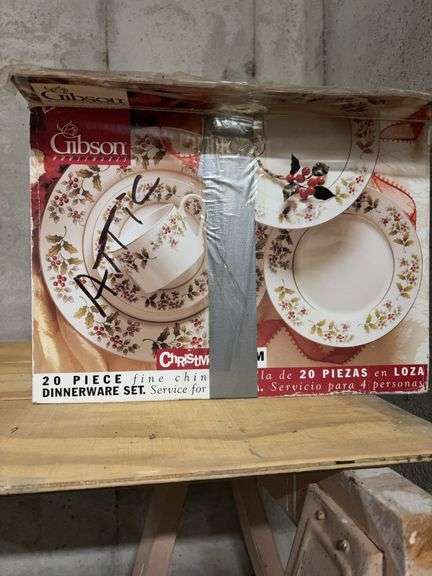 Gibson
Gibson
ATTIC
CHRISTM M
20 PIECE fine chin
DINNERWARE SET. Service for
lla de 20 PIEZAS en LOZA
A. Servicio para 4 personas